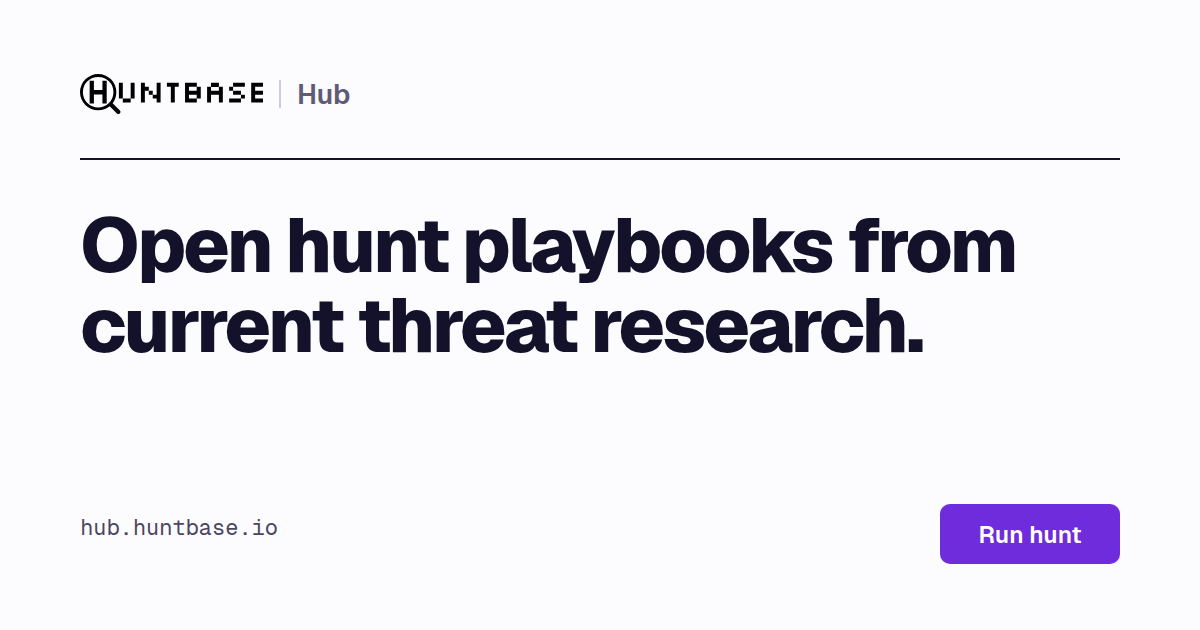 HUNTBASE | Hub
Open hunt playbooks from
current threat research.
hub.huntbase.io
Run hunt